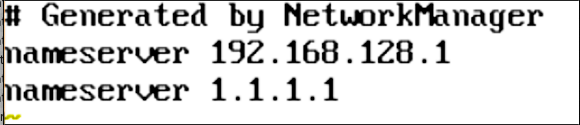 # Generated by NetworkManager
nameserver 192.168.128.1
nameserver 1.1.1.1
~